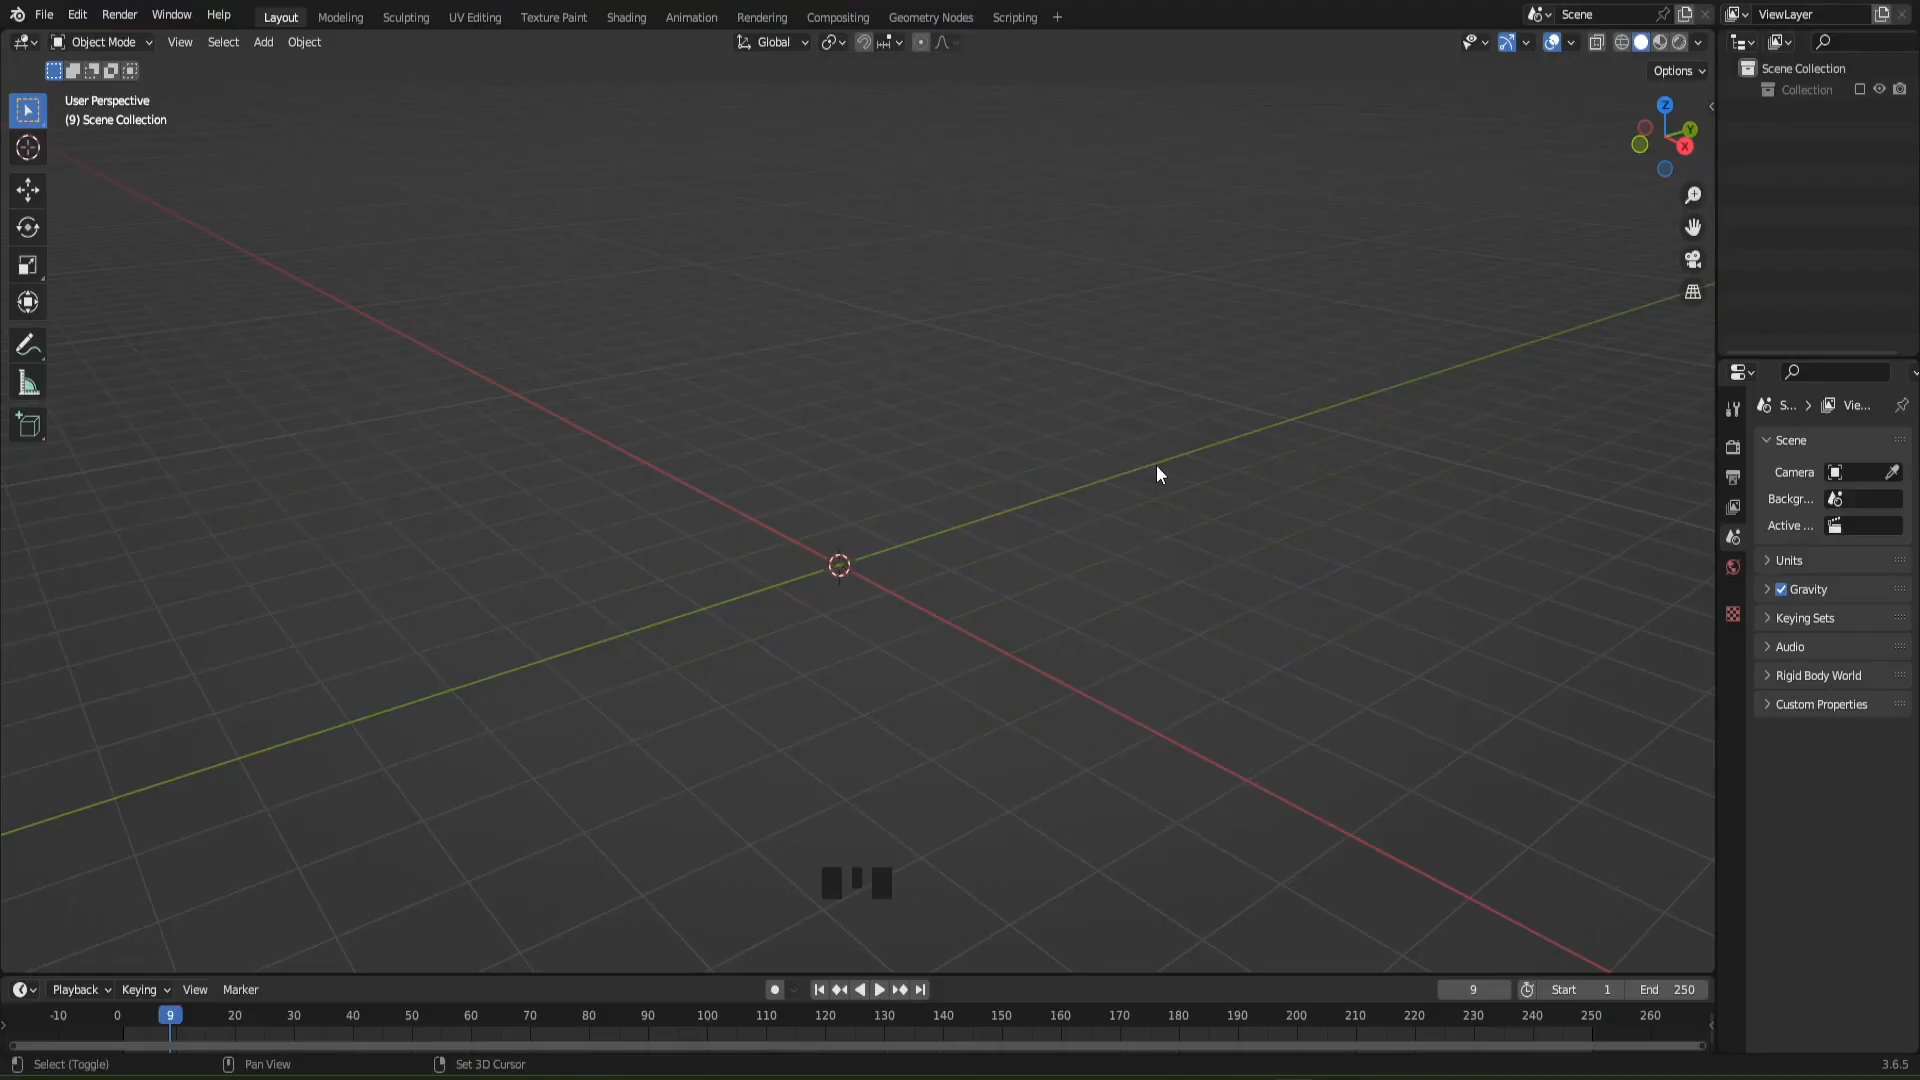 File Edit Render Window Help Layout Modeling Sculpting UV Editing Texture Paint Shading Animation Rendering Compositing Geometry Nodes Scripting + Scene ViewLayer
Object Mode View Select Add Object Global
Options
User Perspective
(9) Scene Collection
Z
Y
X
Scene Collection
Collection
S... Vie...
Scene
Camera
Backgr...
Active ...
Units
Gravity
Keying Sets
Audio
Rigid Body World
Custom Properties
Playback Keying View Marker 9 Start 1 End 250
-10 0 9 20 30 40 50 60 70 80 90 100 110 120 130 140 150 160 170 180 190 200 210 220 230 240 250 260
Select (Toggle) Pan View Set 3D Cursor 3.6.5